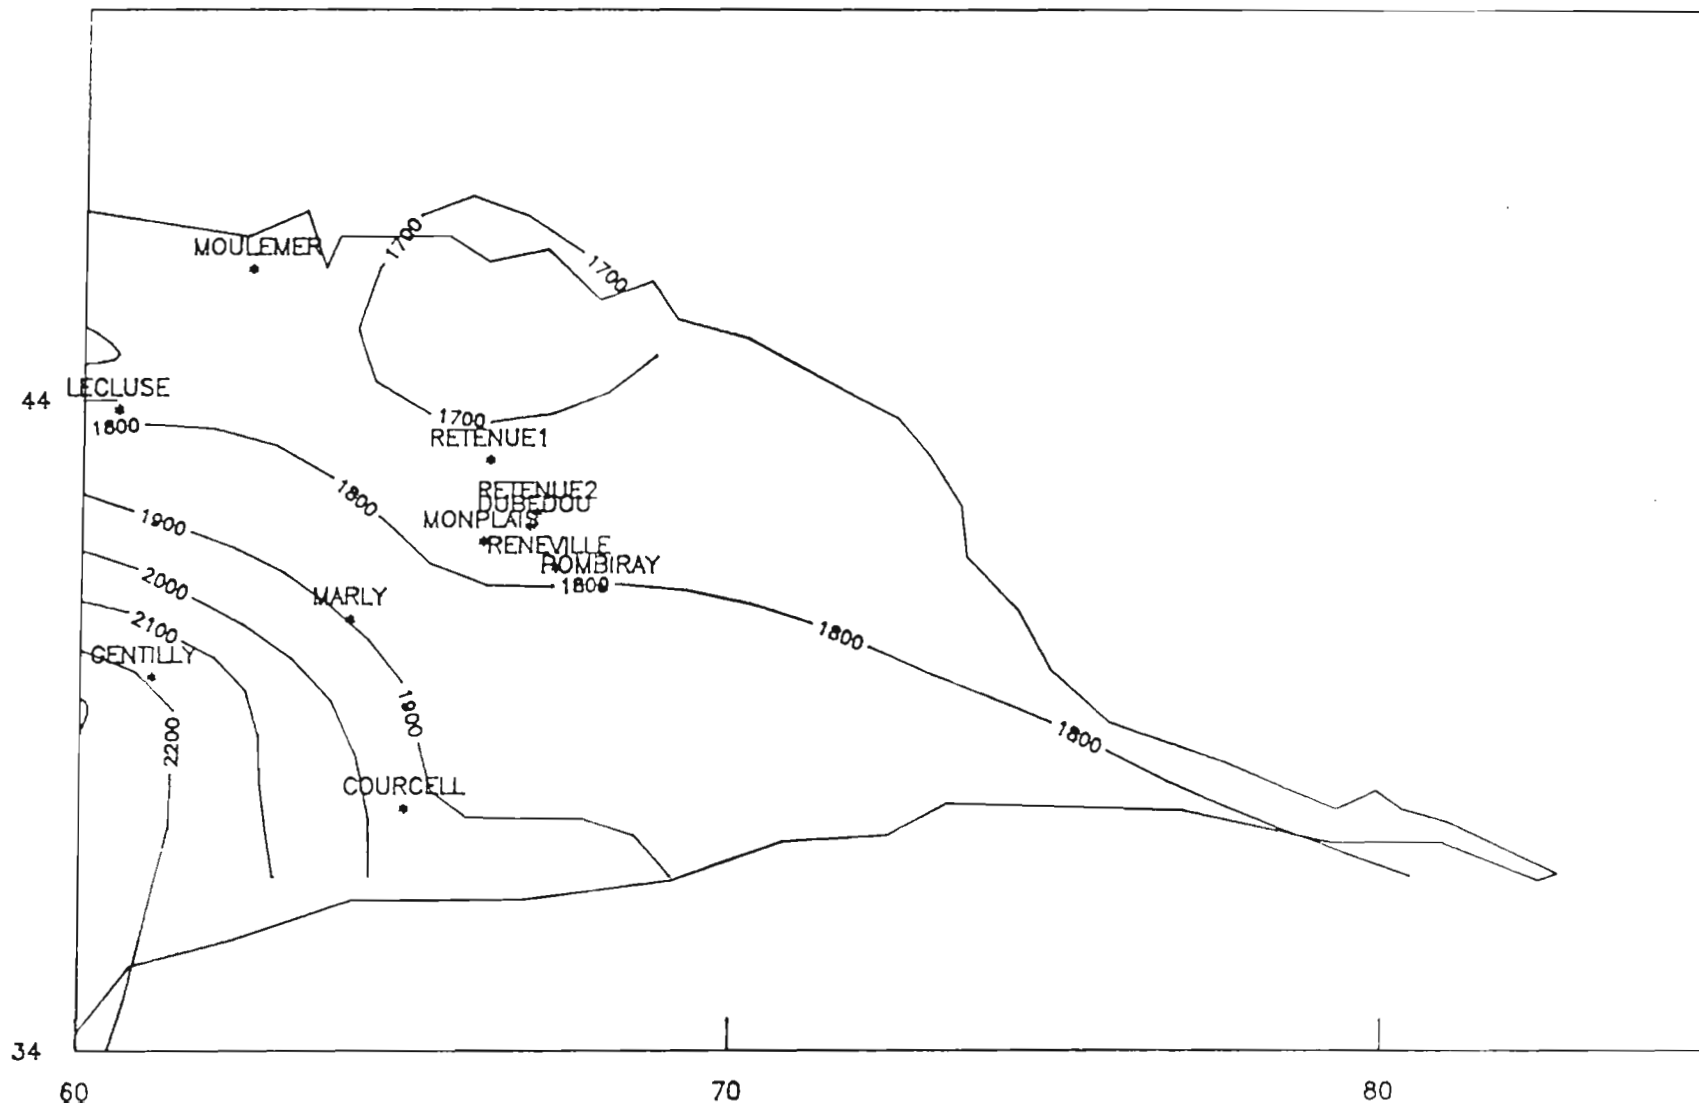 1700
1700
MOULEMER
LECLUSE
44
1800
1700
RETENUE1
1800
RETENUE2
DUBEDOU
MONPLAIS
1900
RENEVILLE
ROMBIRAY
1800
2000
MARLY
2100
1800
GENTILLY
1900
2200
1800
COURCELL
34
60
70
80